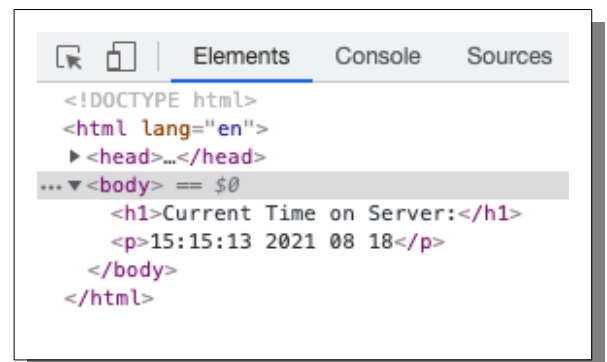 Elements Console Sources
<!DOCTYPE html>
<html lang="en">
<head>…</head>
... <body> == $0
<h1>Current Time on Server:</h1>
<p>15:15:13 2021 08 18</p>
</body>
</html>